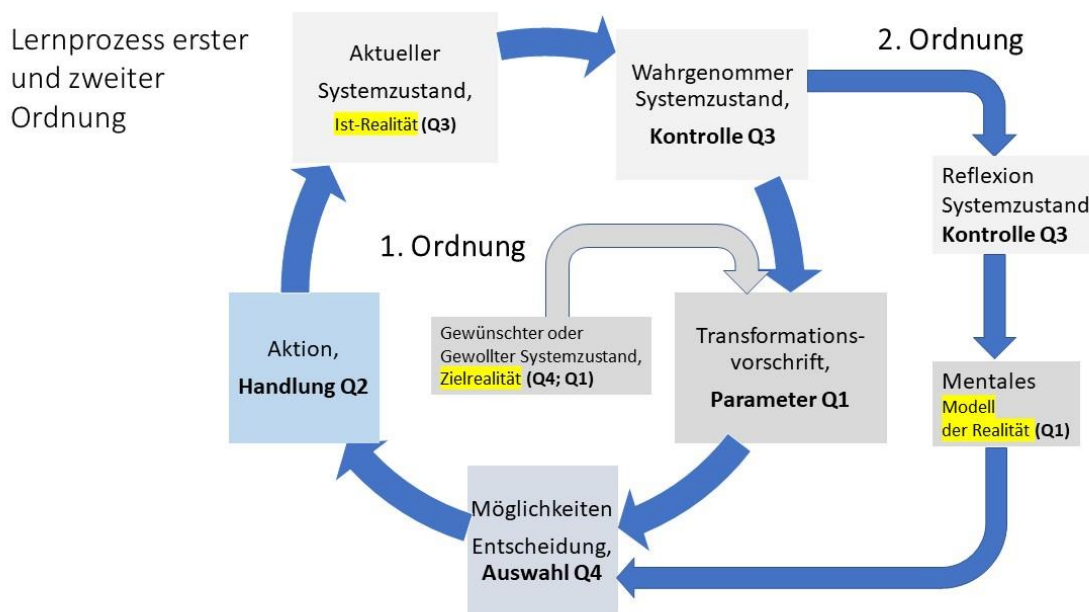 Lernprozess erster
und zweiter
Ordnung
Aktueller
Systemzustand,
Ist-Realität (Q3)
Wahrgenommer
Systemzustand,
Kontrolle Q3
2. Ordnung
Reflexion
Systemzustand
Kontrolle Q3
1. Ordnung
Gewünschter oder
Gewollter Systemzustand,
Zielrealität (Q4; Q1)
Transformations-
vorschrift,
Parameter Q1
Mentales
Modell
der Realität (Q1)
Aktion,
Handlung Q2
Möglichkeiten
Entscheidung,
Auswahl Q4